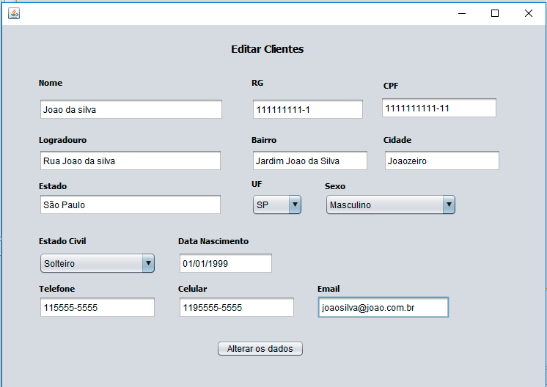 Editar Clientes
Nome RG CPF
Joao da silva 111111111-1 1111111111-11
Logradouro Bairro Cidade
Rua Joao da silva Jardim Joao da Silva Joaozeiro
Estado UF Sexo
São Paulo SP Masculino
Estado Civil Data Nascimento
Solteiro 01/01/1999
Telefone Celular Email
115555-5555 1195555-5555 joaosilva@joao.com.br
Alterar os dados